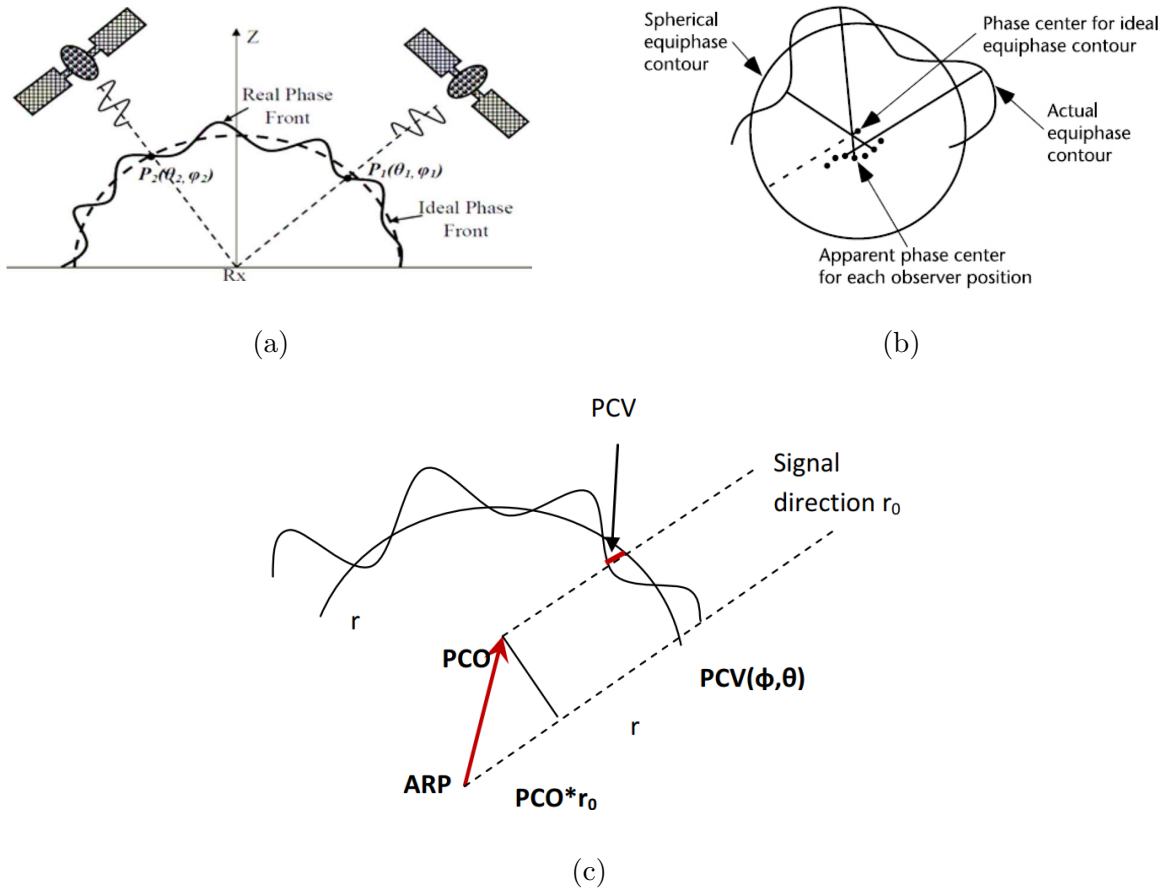 Z
Real Phase
Front
P₂(θ₂, φ₂)
P₁(θ₁, φ₁)
Ideal Phase
Front
Rx
(a)
Spherical
equiphase
contour
Phase center for ideal
equiphase contour
Actual
equiphase
contour
Apparent phase center
for each observer position
(b)
PCV
Signal
direction r₀
r
PCO
PCV(ϕ,θ)
r
ARP
PCO*r₀
(c)